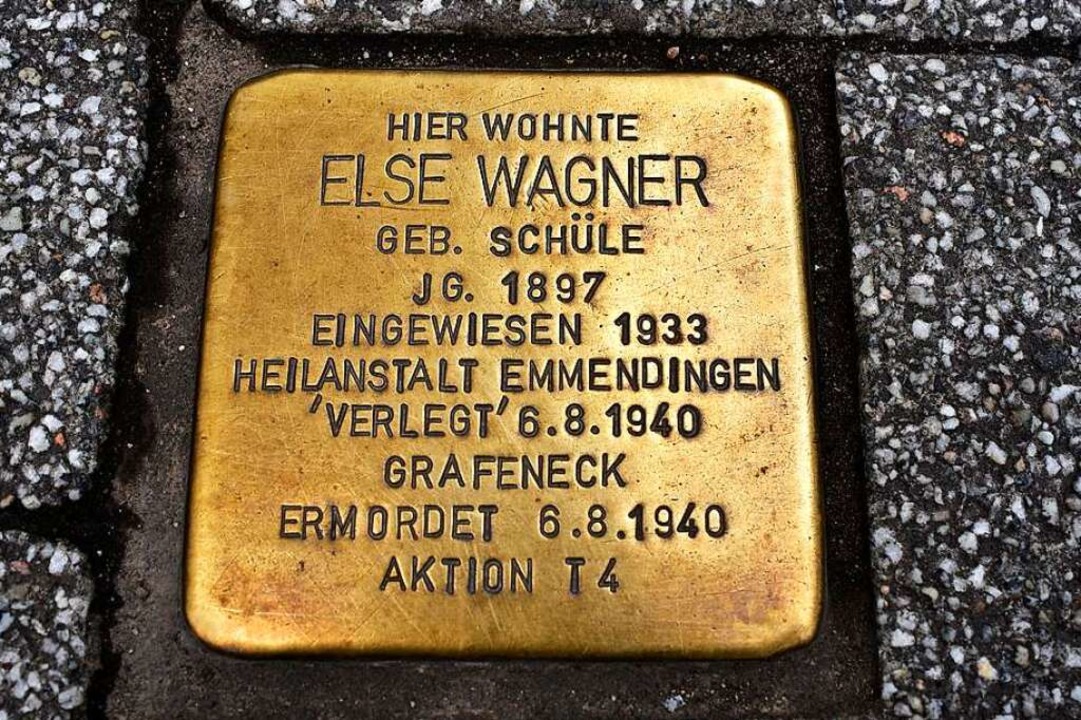 HIER WOHNTE
ELSE WAGNER
GEB. SCHÜLE
JG. 1897
EINGEWIESEN 1933
HEILANSTALT EMMENDINGEN
'VERLEGT' 6.8.1940
GRAFENECK
ERMORDET 6.8.1940
AKTION T4